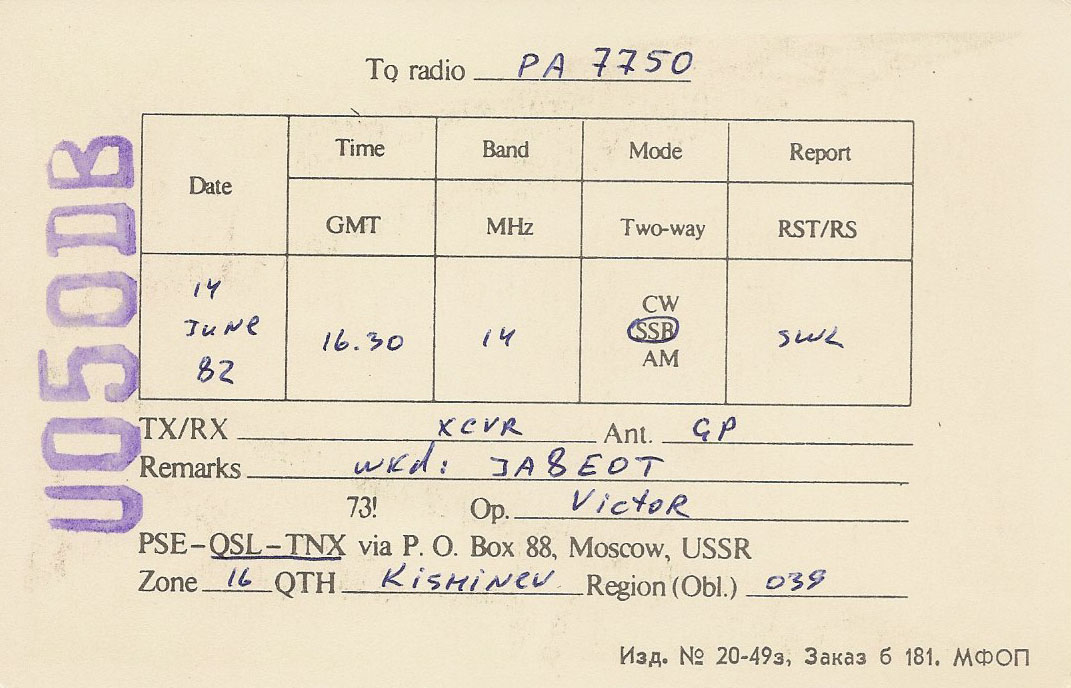 To radio PA 7750
Date
Time
Band
Mode
Report
GMT
MHz
Two-way
RST/RS
14 June 82
16.30
14
CW
SSB
AM
SWL
UO5ODB
TX/RX XCVR Ant. GP
Remarks wkd: JA8EOT
73! Op. Victor
PSE–QSL–TNX via P. O. Box 88, Moscow, USSR
Zone 16 QTH Kishinev Region (Obl.) 039
Изд. № 20-49з, Заказ б 181. МФОП